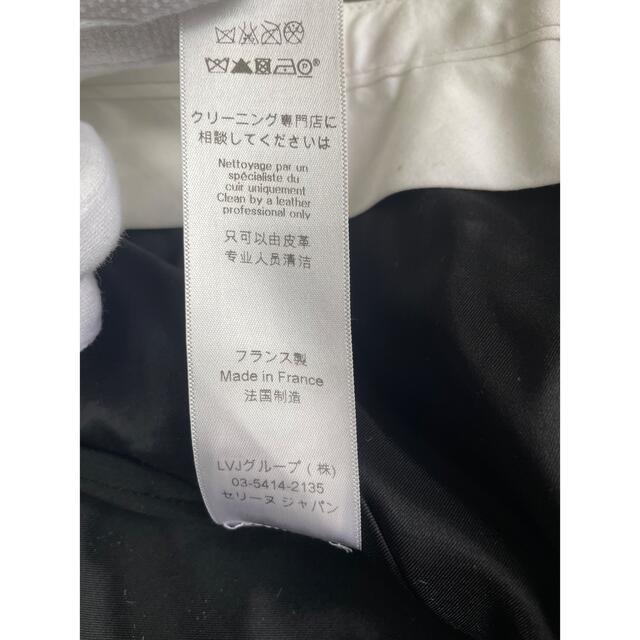 クリーニング専門店に
相談してくださいは
Nettoyage par un
spécialiste du
cuir uniquement
Clean by a leather
professional only
只可以由皮革
专业人员清洁
フランス製
Made in France
法国制造
LVJグループ (株)
03-5414-2135
セリーヌ ジャパン